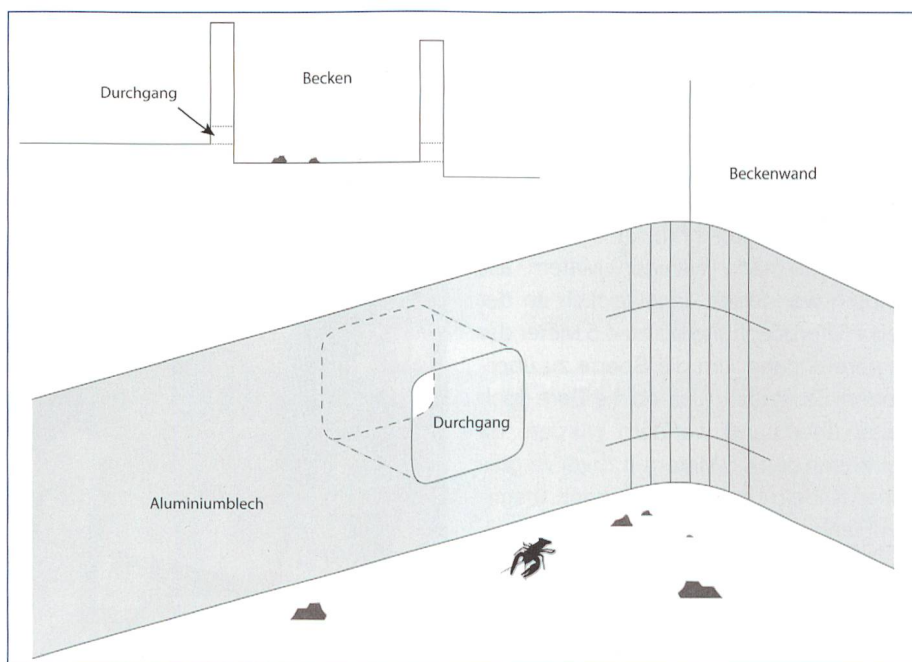 Becken
Durchgang
Beckenwand
Durchgang
Aluminiumblech